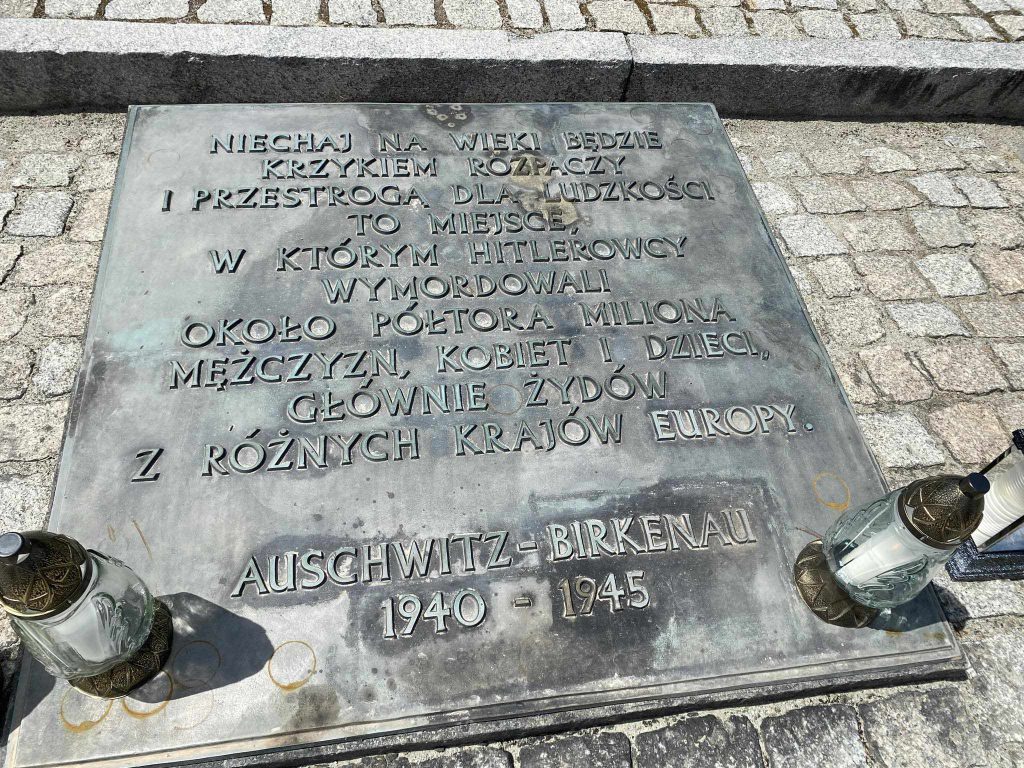 NIECHAJ NA WIEKI BĘDZIE
KRZYKIEM ROZPACZY
I PRZESTROGĄ DLA LUDZKOŚCI
TO MIEJSCE,
W KTÓRYM HITLEROWCY
WYMORDOWALI
OKOŁO PÓŁTORA MILIONA
MĘŻCZYZN, KOBIET I DZIECI,
GŁÓWNIE ŻYDÓW
Z RÓŻNYCH KRAJÓW EUROPY.
AUSCHWITZ - BIRKENAU
1940 - 1945